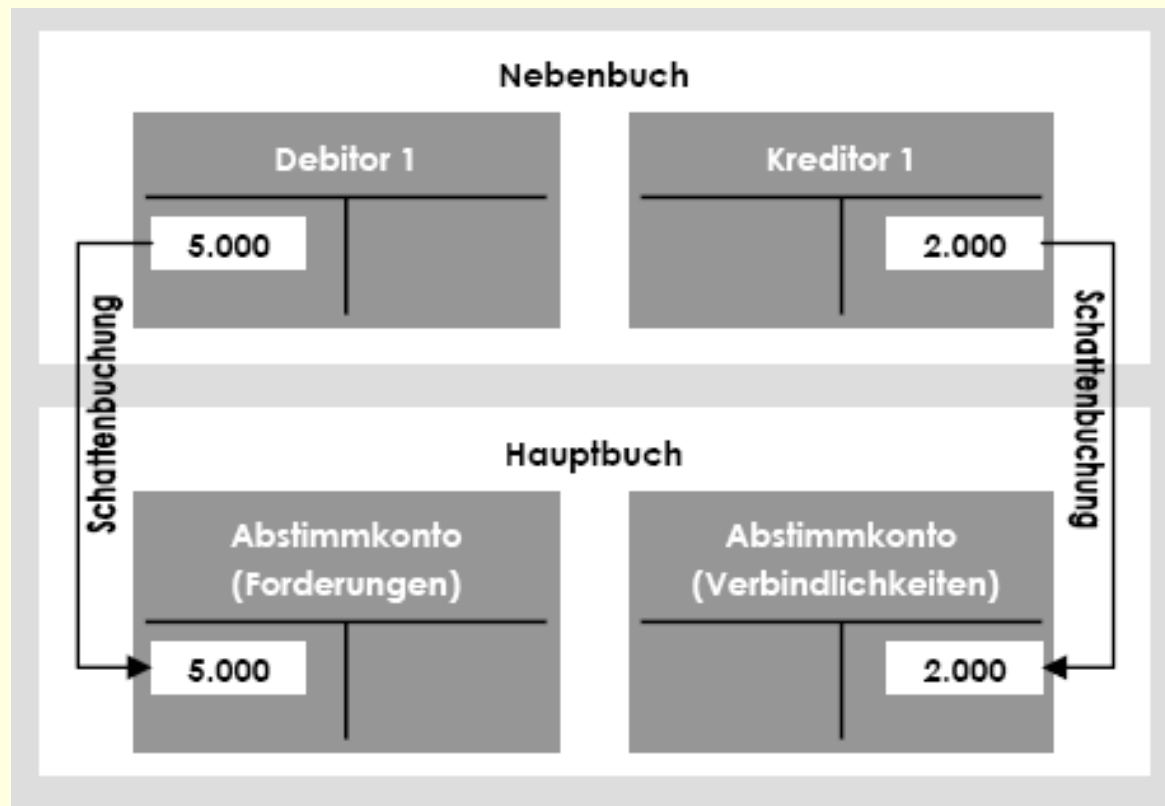 Nebenbuch
Debitor 1
Kreditor 1
5.000
2.000
Schattenbuchung
Schattenbuchung
Hauptbuch
Abstimmkonto
(Forderungen)
Abstimmkonto
(Verbindlichkeiten)
5.000
2.000